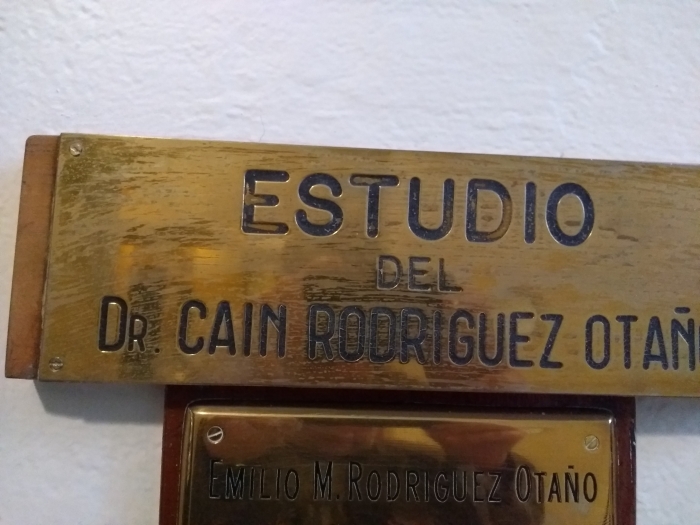 ESTUDIO
DEL
DR. CAIN RODRIGUEZ OTAÑ
EMILIO M. RODRIGUEZ OTAÑO